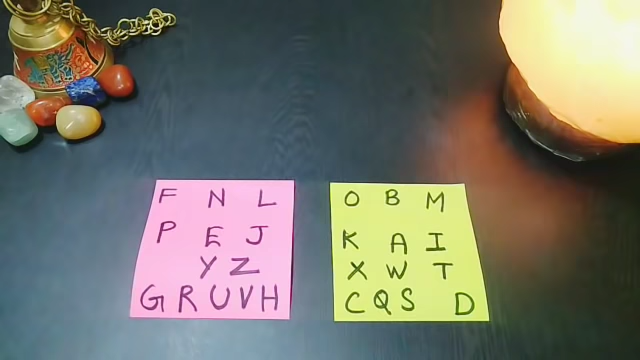 F N L
P E J
Y Z
G R U V H
O B M
K A I
X W T
C Q S D